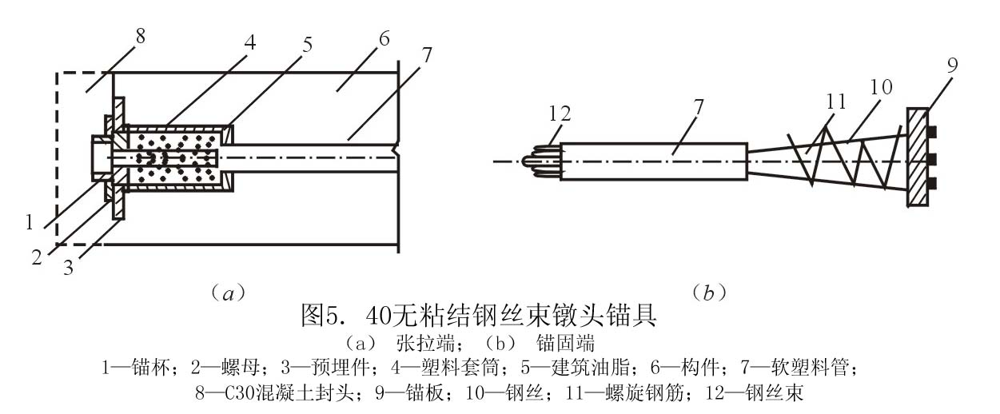 8
4
5
6
7
1
2
3
12
7
11
10
9
(a)
(b)
图5. 40无粘结钢丝束镦头锚具
(a) 张拉端；(b) 锚固端
1—锚杯；2—螺母；3—预埋件；4—塑料套筒；5—建筑油脂；6—构件；7—软塑料管；
8—C30混凝土封头；9—锚板；10—钢丝；11—螺旋钢筋；12—钢丝束